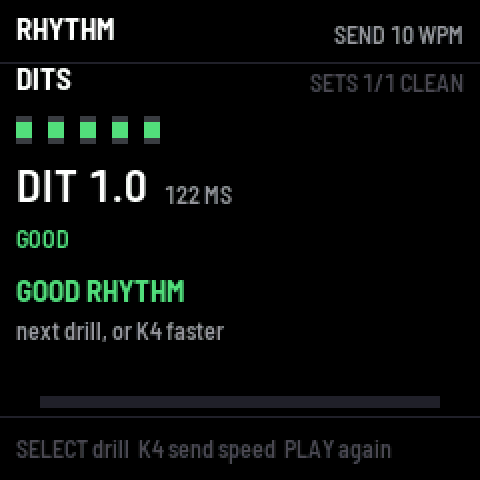 RHYTHM
SEND 10 WPM
DITS
SETS 1/1 CLEAN
DIT 1.0 122 MS
GOOD
GOOD RHYTHM
next drill, or K4 faster
SELECT drill K4 send speed PLAY again